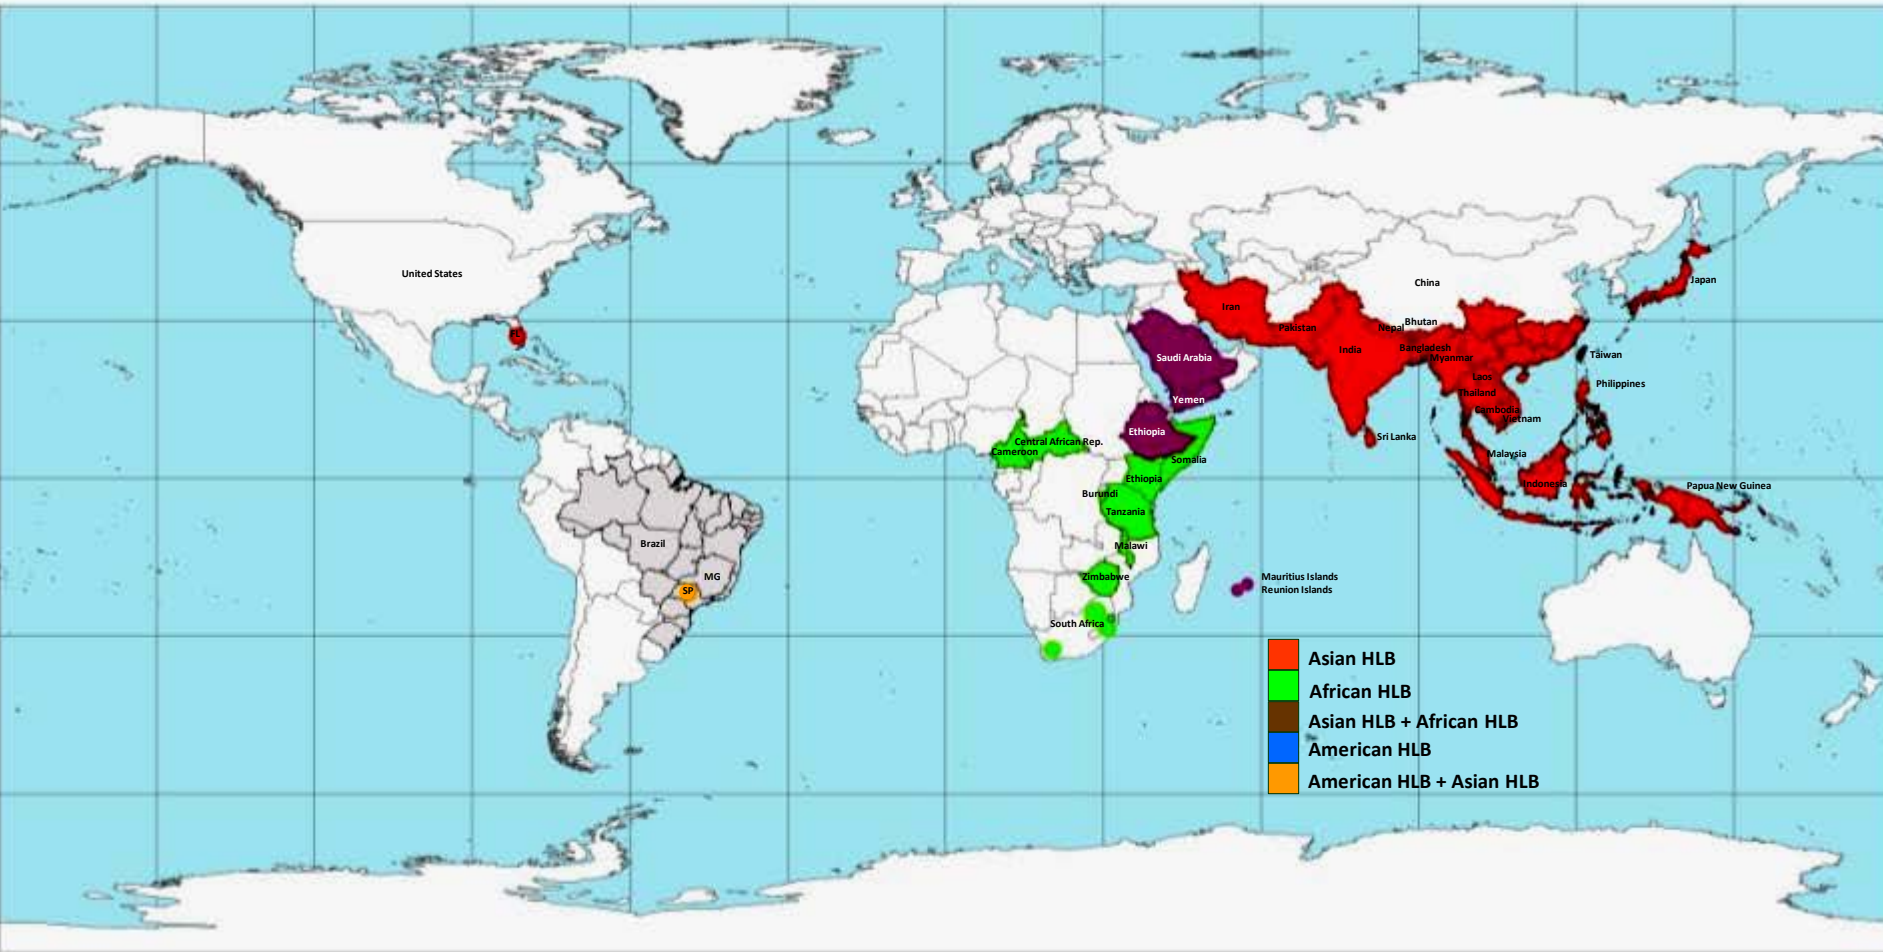 United States
FL
Brazil
MG
SP
Iran
Pakistan
India
Nepal
Bhutan
Bangladesh
Myanmar
China
Japan
Taiwan
Laos
Thailand
Cambodia
Vietnam
Philippines
Sri Lanka
Malaysia
Indonesia
Papua New Guinea
Saudi Arabia
Yemen
Ethiopia
Central African Rep.
Cameroon
Somalia
Ethiopia
Burundi
Tanzania
Malawi
Zimbabwe
South Africa
Mauritius Islands
Reunion Islands
Asian HLB
African HLB
Asian HLB + African HLB
American HLB
American HLB + Asian HLB